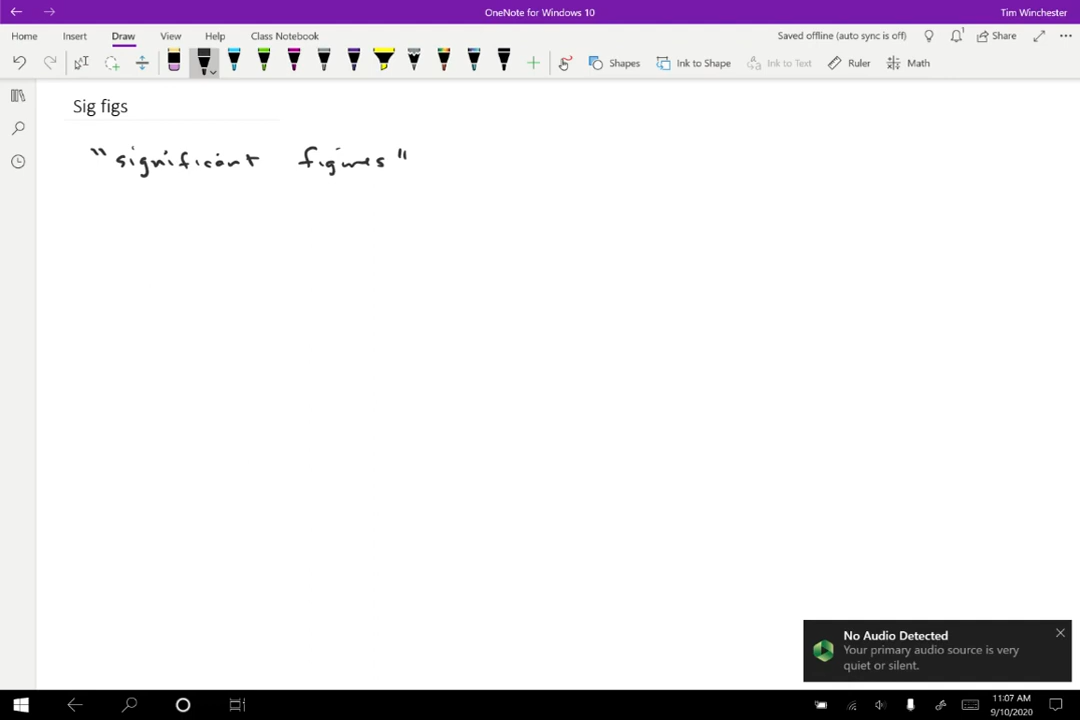 OneNote for Windows 10
Tim Winchester
Home Insert Draw View Help Class Notebook
Saved offline (auto sync is off) Share
Shapes Ink to Shape Ink to Text Ruler Math
Sig figs
"significant figures"
No Audio Detected
Your primary audio source is very
quiet or silent.
11:07 AM
9/10/2020